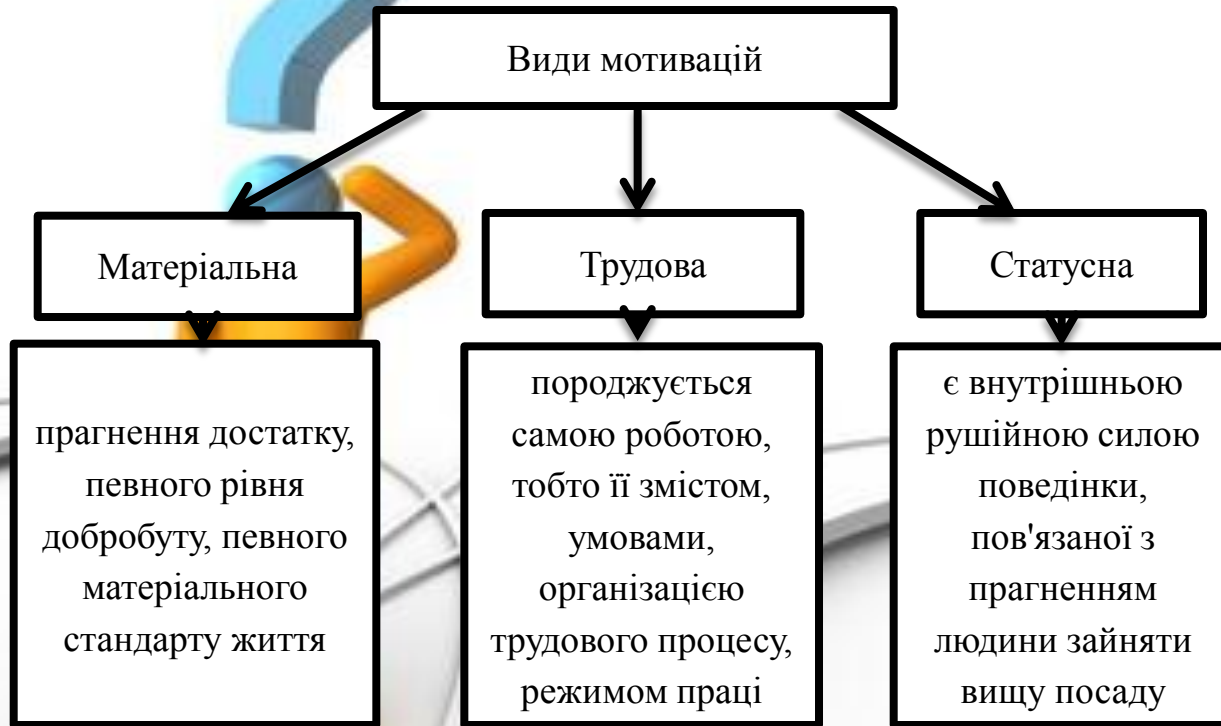 Види мотивацій
Матеріальна
прагнення достатку,
певного рівня
добробуту, певного
матеріального
стандарту життя
Трудова
породжується
самою роботою,
тобто її змістом,
умовами,
організацією
трудового процесу,
режимом праці
Статусна
є внутрішньою
рушійною силою
поведінки,
пов'язаної з
прагненням
людини зайняти
вищу посаду